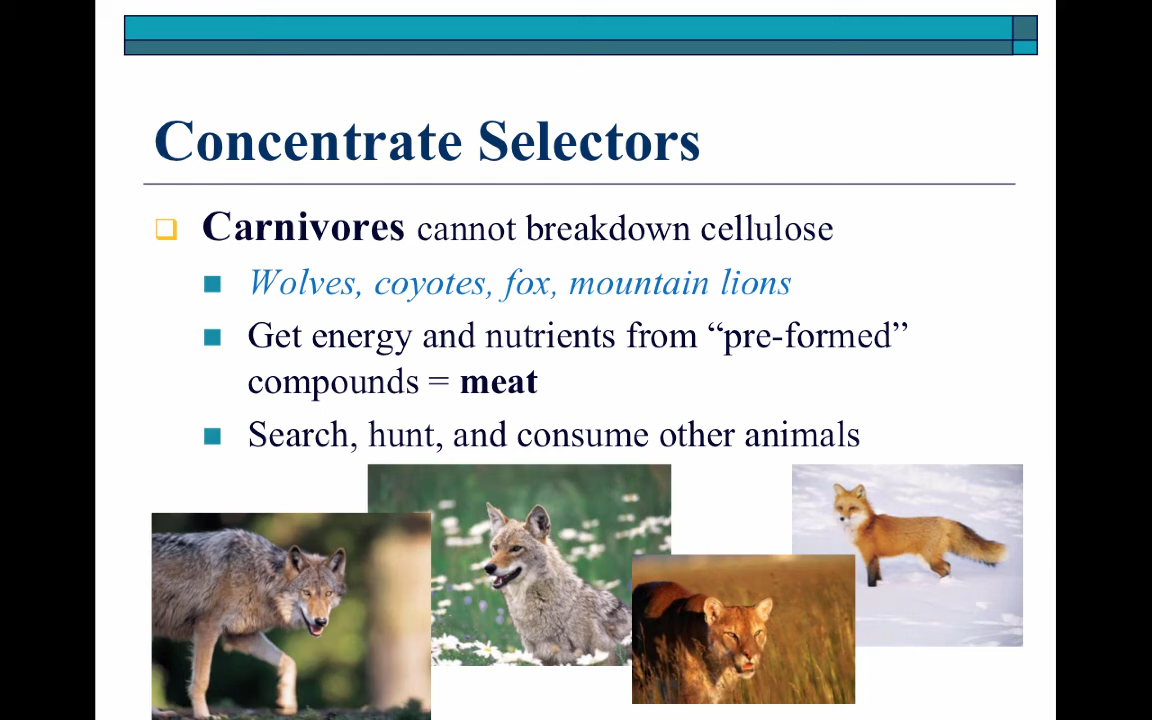 Concentrate Selectors
Carnivores cannot breakdown cellulose
Wolves, coyotes, fox, mountain lions
Get energy and nutrients from “pre-formed”
compounds = meat
Search, hunt, and consume other animals